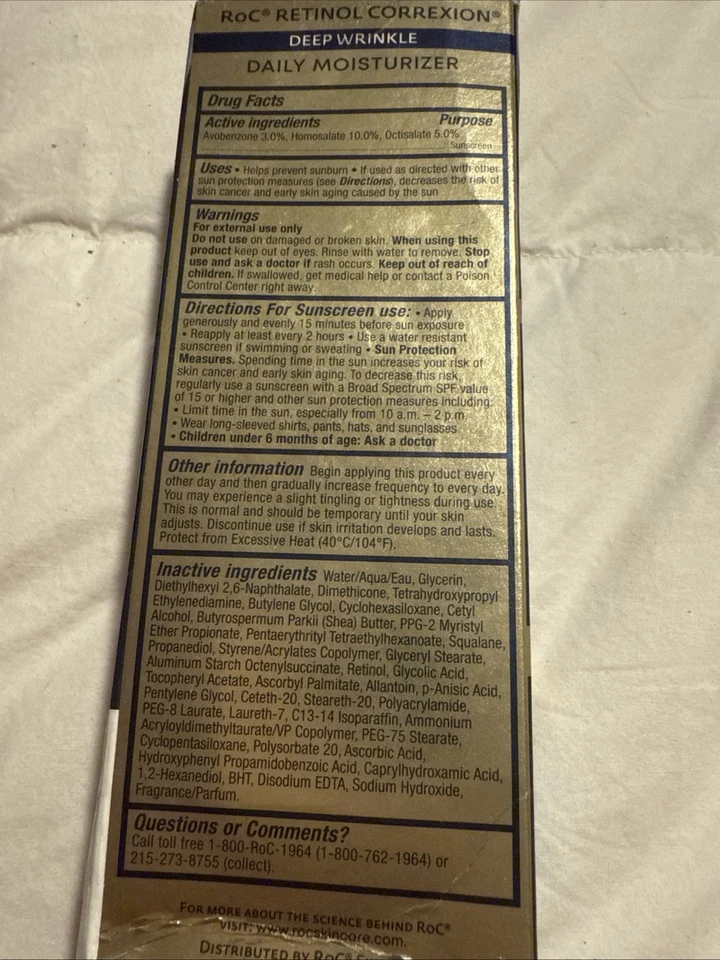 RoC® RETINOL CORREXION®
DEEP WRINKLE
DAILY MOISTURIZER
Drug Facts
Active ingredients Purpose
Avobenzone 3.0%, Homosalate 10.0%, Octisalate 5.0%
Sunscreen
Uses • Helps prevent sunburn • If used as directed with other
sun protection measures (see Directions), decreases the risk of
skin cancer and early skin aging caused by the sun
Warnings
For external use only
Do not use on damaged or broken skin. When using this
product keep out of eyes. Rinse with water to remove. Stop
use and ask a doctor if rash occurs. Keep out of reach of
children. If swallowed, get medical help or contact a Poison
Control Center right away.
Directions For Sunscreen use: • Apply
generously and evenly 15 minutes before sun exposure
• Reapply at least every 2 hours • Use a water resistant
sunscreen if swimming or sweating • Sun Protection
Measures. Spending time in the sun increases your risk of
skin cancer and early skin aging. To decrease this risk,
regularly use a sunscreen with a Broad Spectrum SPF value
of 15 or higher and other sun protection measures including:
• Limit time in the sun, especially from 10 a.m. – 2 p.m.
• Wear long-sleeved shirts, pants, hats, and sunglasses
• Children under 6 months of age: Ask a doctor
Other information Begin applying this product every
other day and then gradually increase frequency to every day.
You may experience a slight tingling or tightness during use.
This is normal and should be temporary until your skin
adjusts. Discontinue use if skin irritation develops and lasts.
Protect from Excessive Heat (40°C/104°F).
Inactive ingredients Water/Aqua/Eau, Glycerin,
Diethylhexyl 2,6-Naphthalate, Dimethicone, Tetrahydroxypropyl
Ethylenediamine, Butylene Glycol, Cyclohexasiloxane, Cetyl
Alcohol, Butyrospermum Parkii (Shea) Butter, PPG-2 Myristyl
Ether Propionate, Pentaerythrityl Tetraethylhexanoate, Squalane,
Propanediol, Styrene/Acrylates Copolymer, Glyceryl Stearate,
Aluminum Starch Octenylsuccinate, Retinol, Glycolic Acid,
Tocopheryl Acetate, Ascorbyl Palmitate, Allantoin, p-Anisic Acid,
Pentylene Glycol, Ceteth-20, Steareth-20, Polyacrylamide,
PEG-8 Laurate, Laureth-7, C13-14 Isoparaffin, Ammonium
Acryloyldimethyltaurate/VP Copolymer, PEG-75 Stearate,
Cyclopentasiloxane, Polysorbate 20, Ascorbic Acid,
Hydroxyphenyl Propamidobenzoic Acid, Caprylhydroxamic Acid,
1,2-Hexanediol, BHT, Disodium EDTA, Sodium Hydroxide,
Fragrance/Parfum.
Questions or Comments?
Call toll free 1-800-RoC-1964 (1-800-762-1964) or
215-273-8755 (collect).
FOR MORE ABOUT THE SCIENCE BEHIND RoC®
VISIT: www.rocskincare.com.
DISTRIBUTED BY RoC®